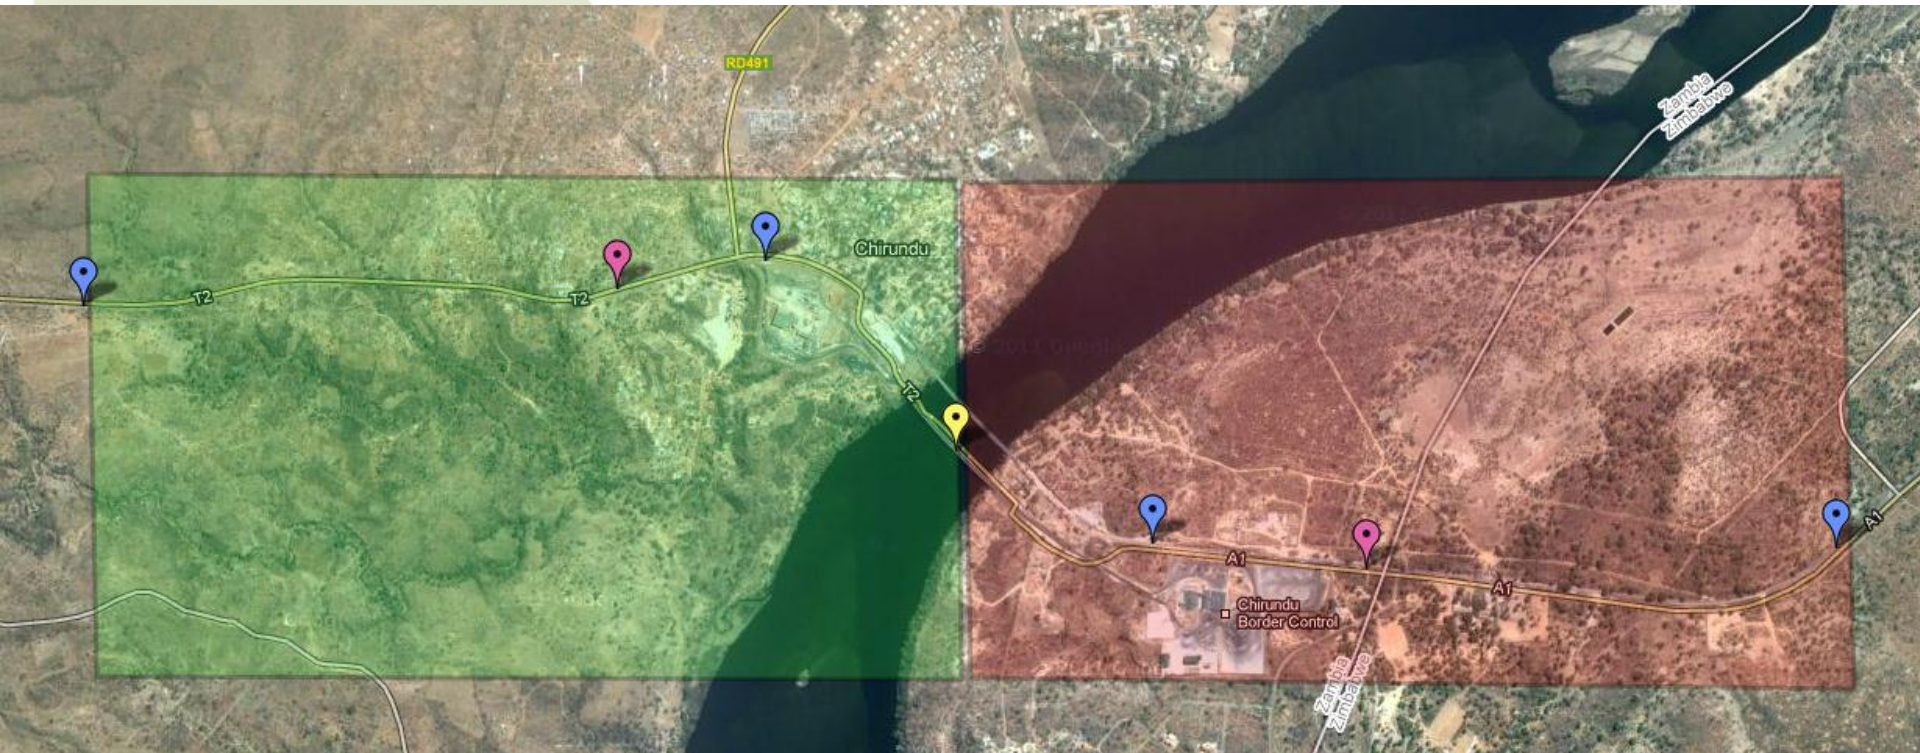 RD491
Zambia
Zimbabwe
Chirundu
T2
T2
T2
A1
A1
A1
Chirundu
Border Control
Zambia
Zimbabwe